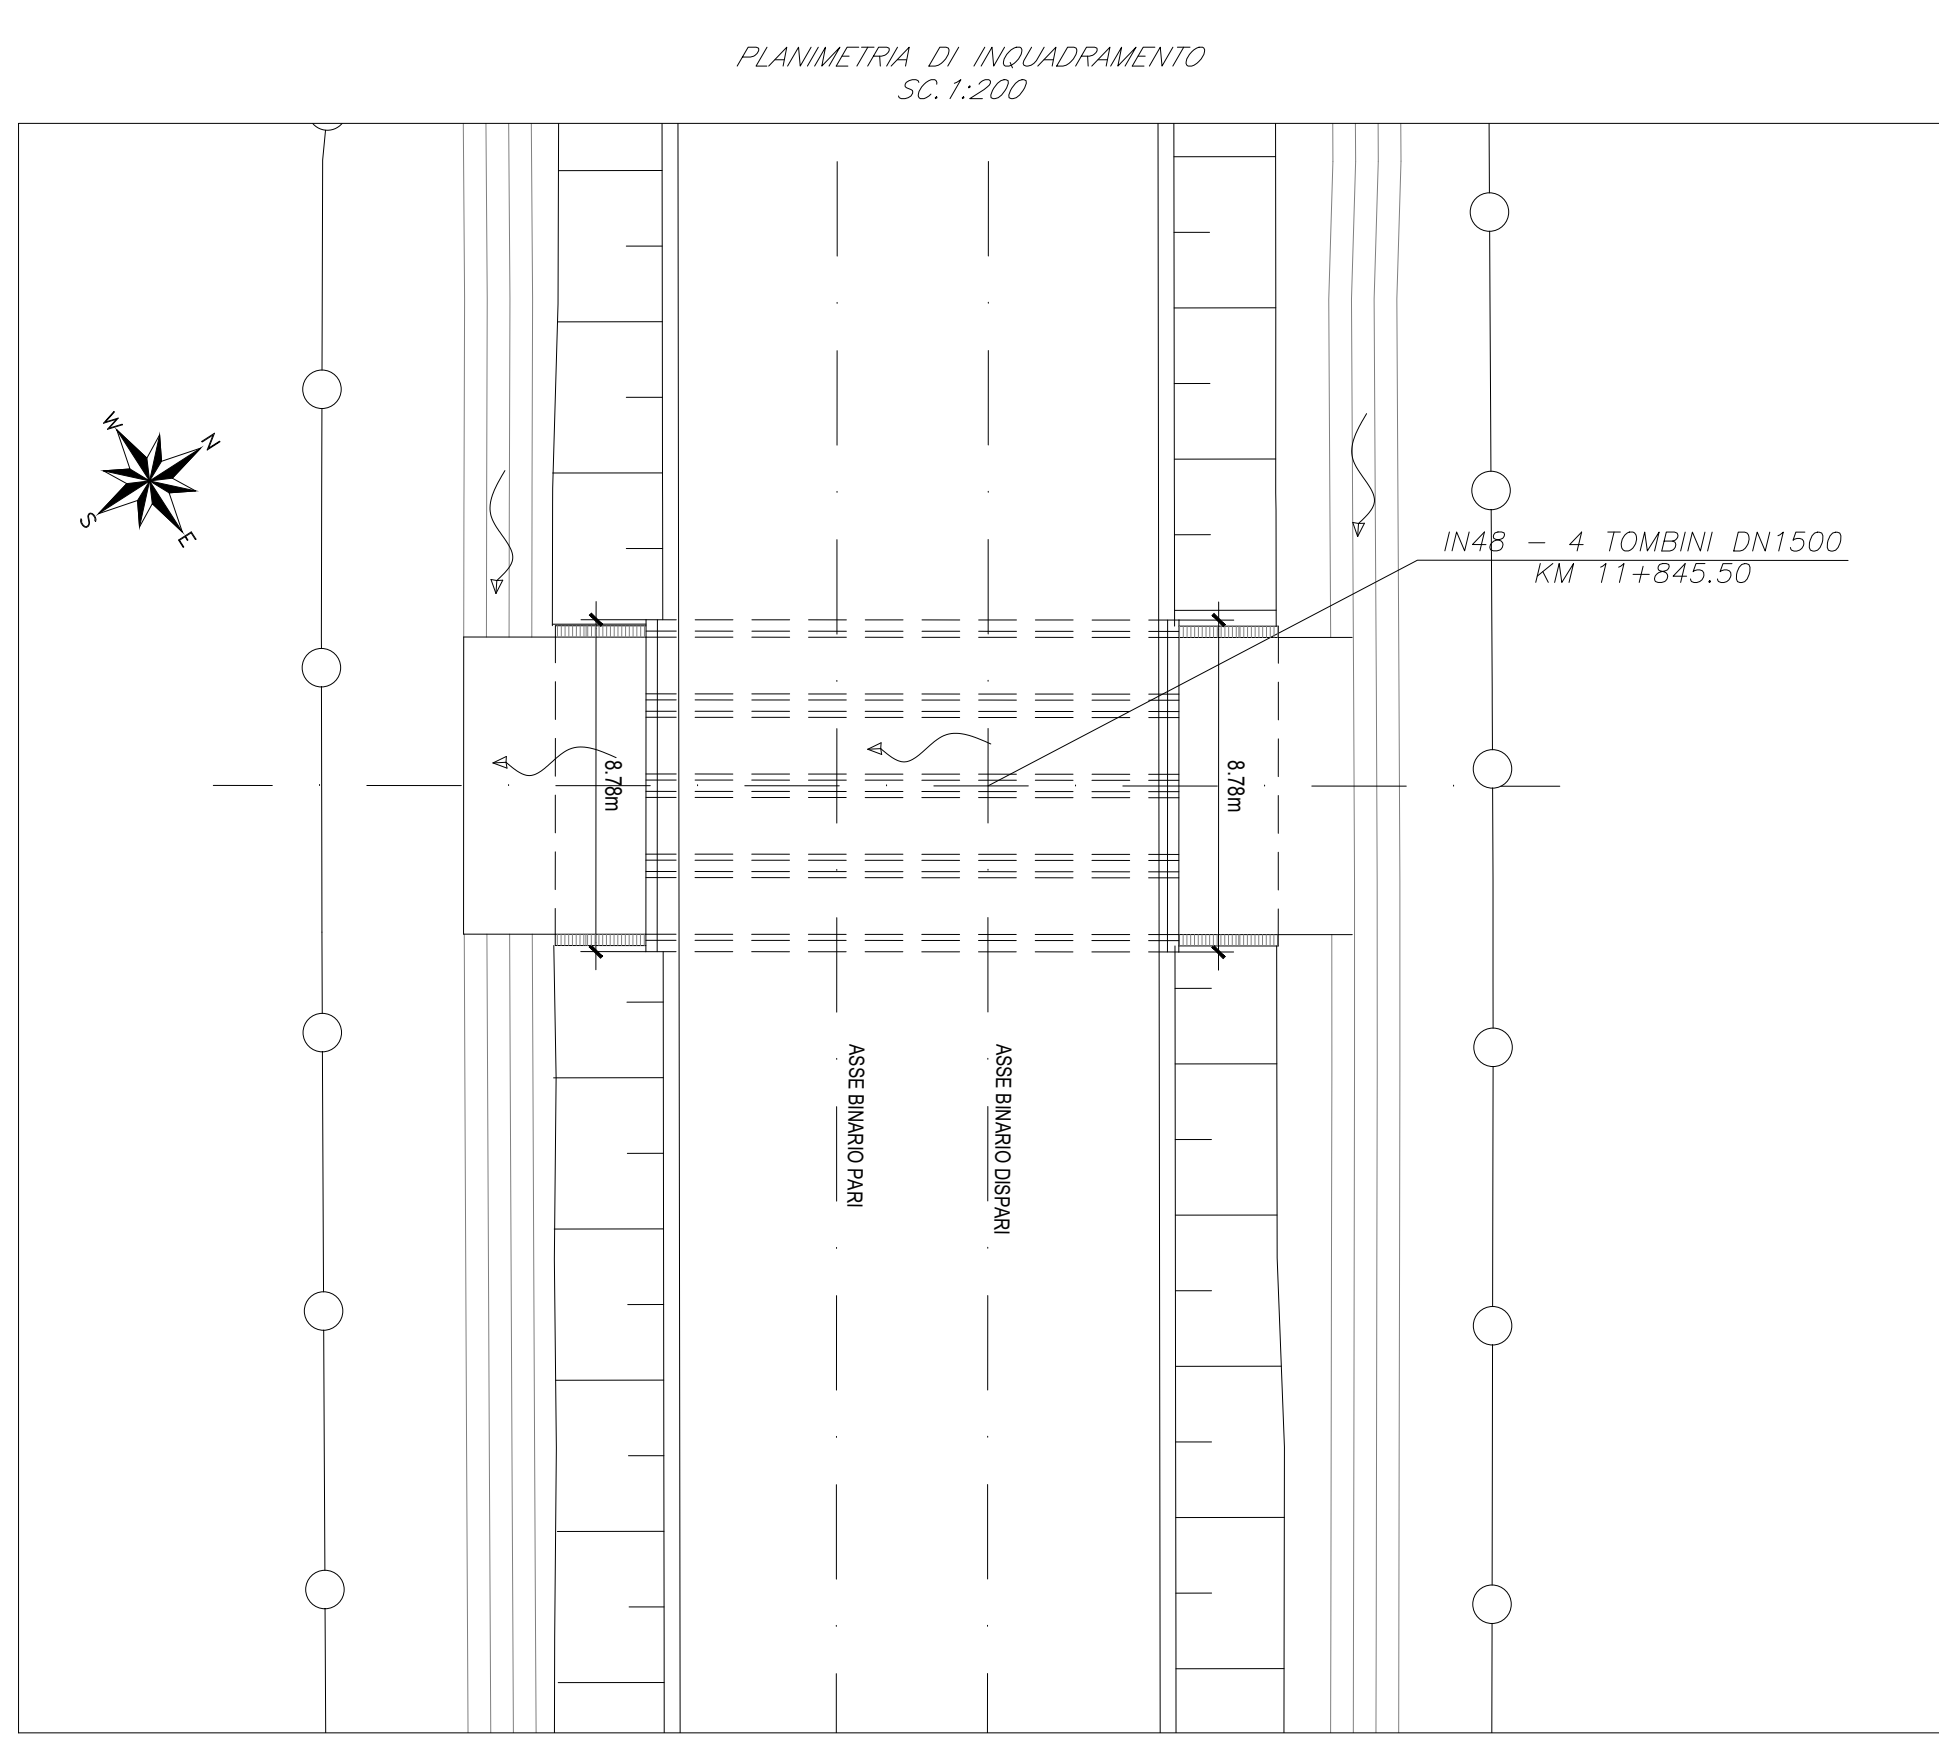 PLANIMETRIA DI INQUADRAMENTO
SC.1:200
W
N
S
E
IN48 - 4 TOMBINI DN1500
KM 11+845.50
8.78m
8.78m
ASSE BINARIO PARI
ASSE BINARIO DISPARI